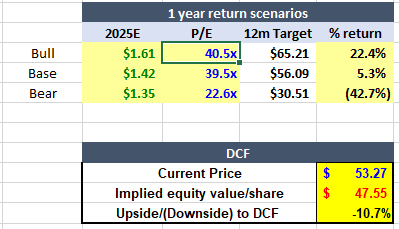 1 year return scenarios
2025E P/E 12m Target % return
Bull $1.61 40.5x $65.21 22.4%
Base $1.42 39.5x $56.09 5.3%
Bear $1.35 22.6x $30.51 (42.7%)
DCF
Current Price $ 53.27
Implied equity value/share $ 47.55
Upside/(Downside) to DCF -10.7%